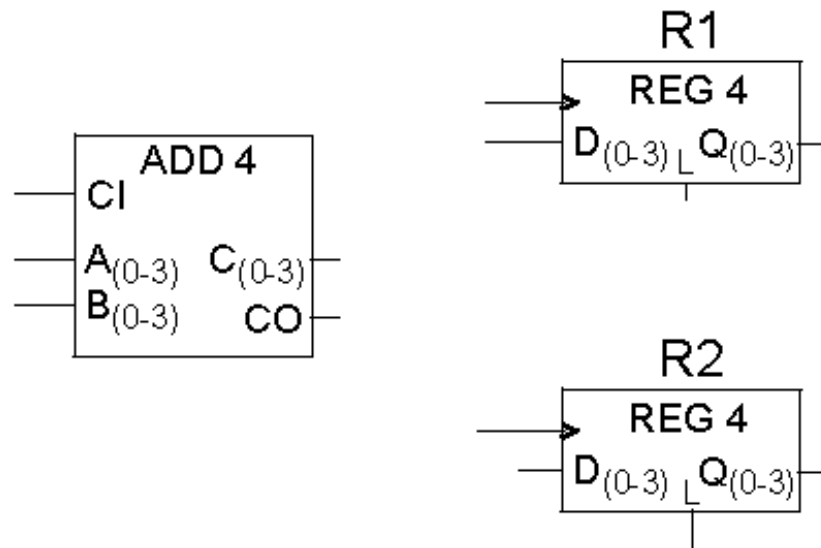 ADD 4
CI
A(0-3) C(0-3)
B(0-3) CO
R1
REG 4
D(0-3) L Q(0-3)
R2
REG 4
D(0-3) L Q(0-3)